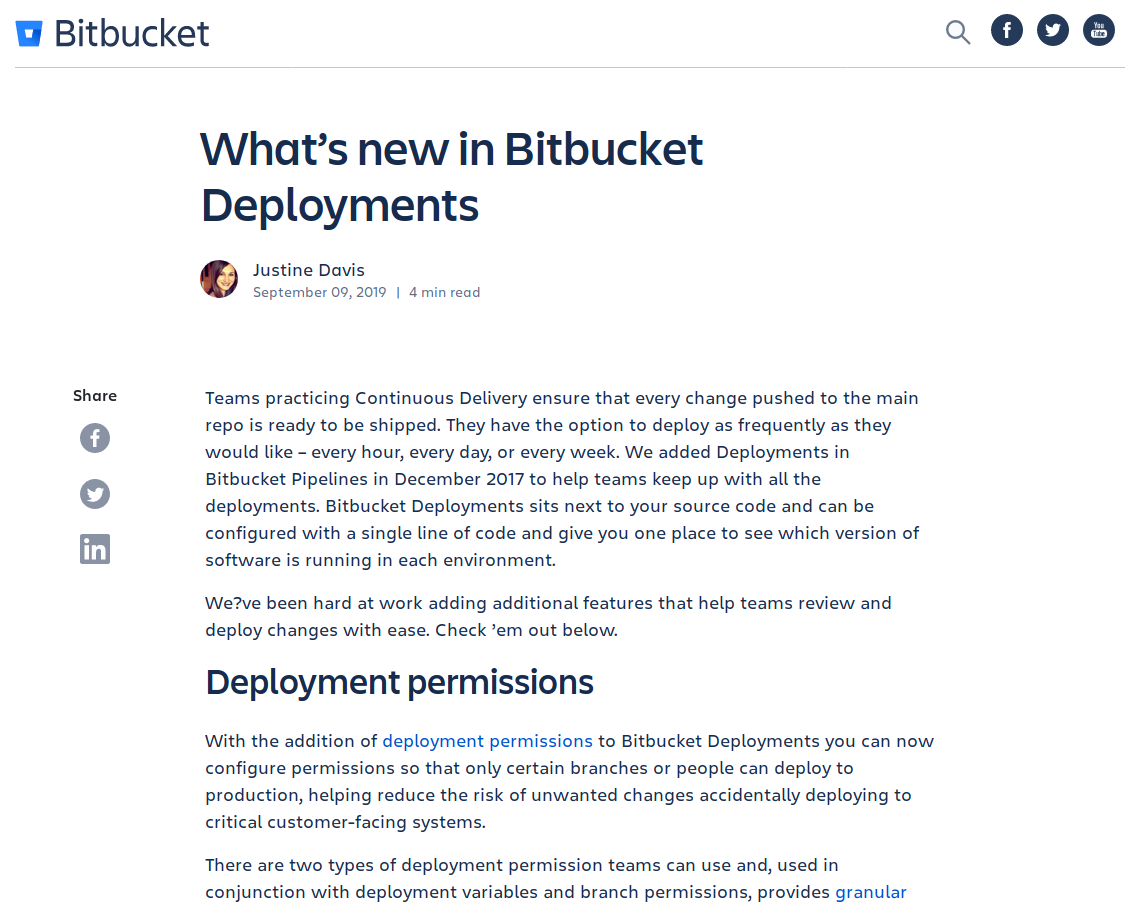 Bitbucket
You
Tube
What’s new in Bitbucket
Deployments
Justine Davis
September 09, 2019 | 4 min read
Share
Teams practicing Continuous Delivery ensure that every change pushed to the main
repo is ready to be shipped. They have the option to deploy as frequently as they
would like – every hour, every day, or every week. We added Deployments in
Bitbucket Pipelines in December 2017 to help teams keep up with all the
deployments. Bitbucket Deployments sits next to your source code and can be
configured with a single line of code and give you one place to see which version of
software is running in each environment.
We?ve been hard at work adding additional features that help teams review and
deploy changes with ease. Check ’em out below.
Deployment permissions
With the addition of deployment permissions to Bitbucket Deployments you can now
configure permissions so that only certain branches or people can deploy to
production, helping reduce the risk of unwanted changes accidentally deploying to
critical customer-facing systems.
There are two types of deployment permission teams can use and, used in
conjunction with deployment variables and branch permissions, provides granular